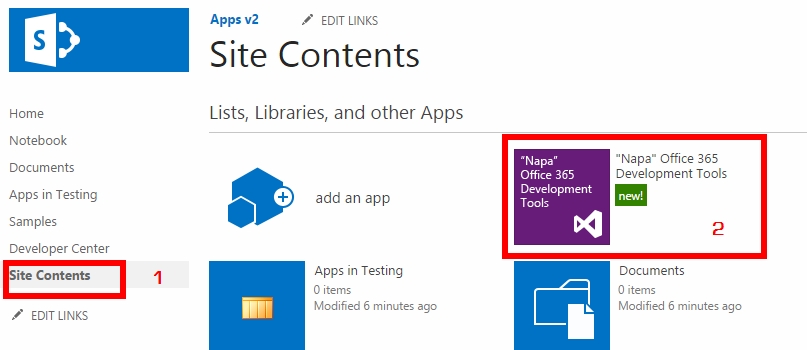 S
Apps v2
EDIT LINKS
Site Contents
Home
Notebook
Documents
Apps in Testing
Samples
Developer Center
Site Contents
1
EDIT LINKS
Lists, Libraries, and other Apps
add an app
"Napa"
Office 365
Development
Tools
"Napa" Office 365
Development Tools
new!
2
Apps in Testing
0 items
Modified 6 minutes ago
Documents
0 items
Modified 6 minutes ago